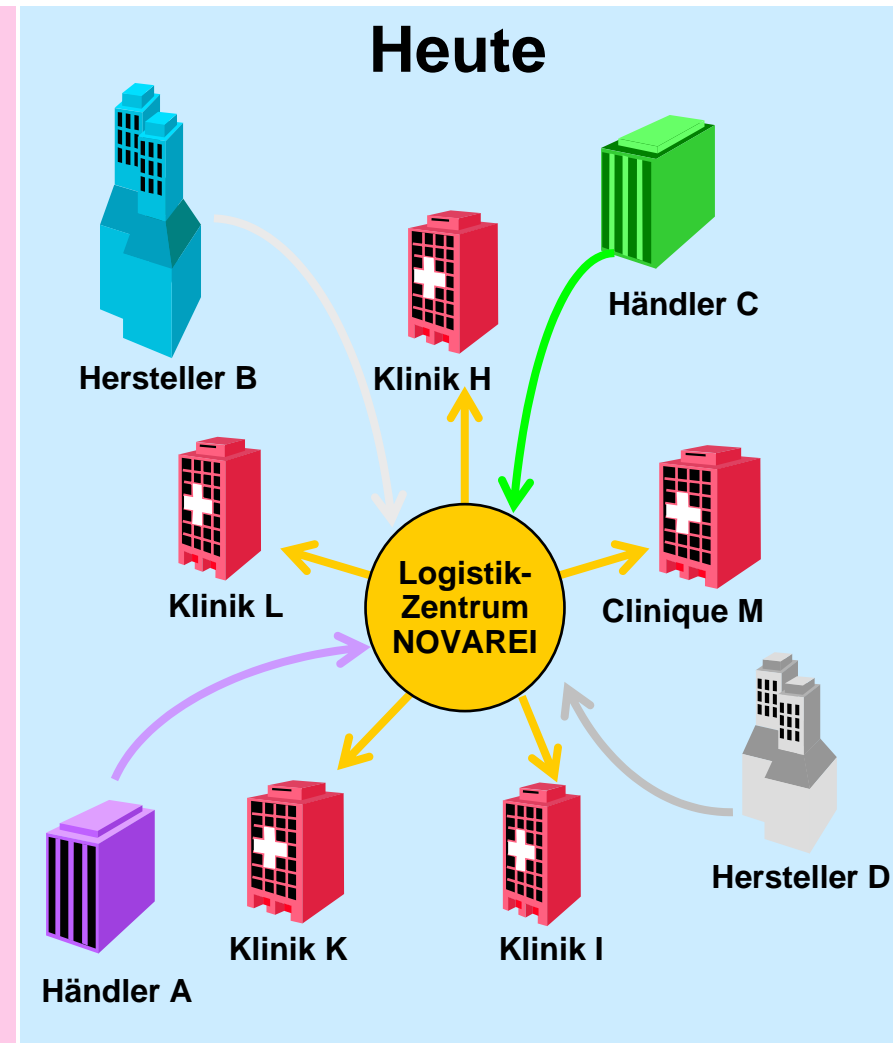 Heute
Händler C
Hersteller B
Klinik H
Logistik-
Zentrum
NOVAREI
Klinik L
Clinique M
Hersteller D
Klinik K
Klinik I
Händler A